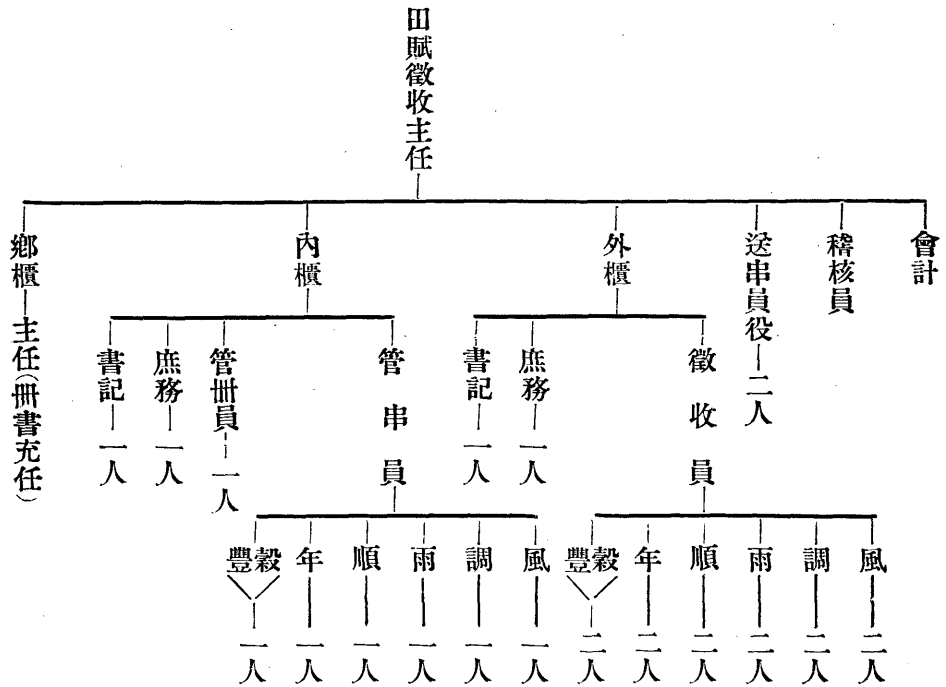 田賦徵收主任
會計
稽核員
送串員役—二人
外櫃
徵收員
風—二人
調—二人
雨—二人
順—二人
年—二人
穀豐—二人
庶務—一人
書記—一人
內櫃
管串員
風—一人
調—一人
雨—一人
順—一人
年—一人
穀豐—一人
管冊員—一人
庶務—一人
書記—一人
鄉櫃—主任(冊書充任)